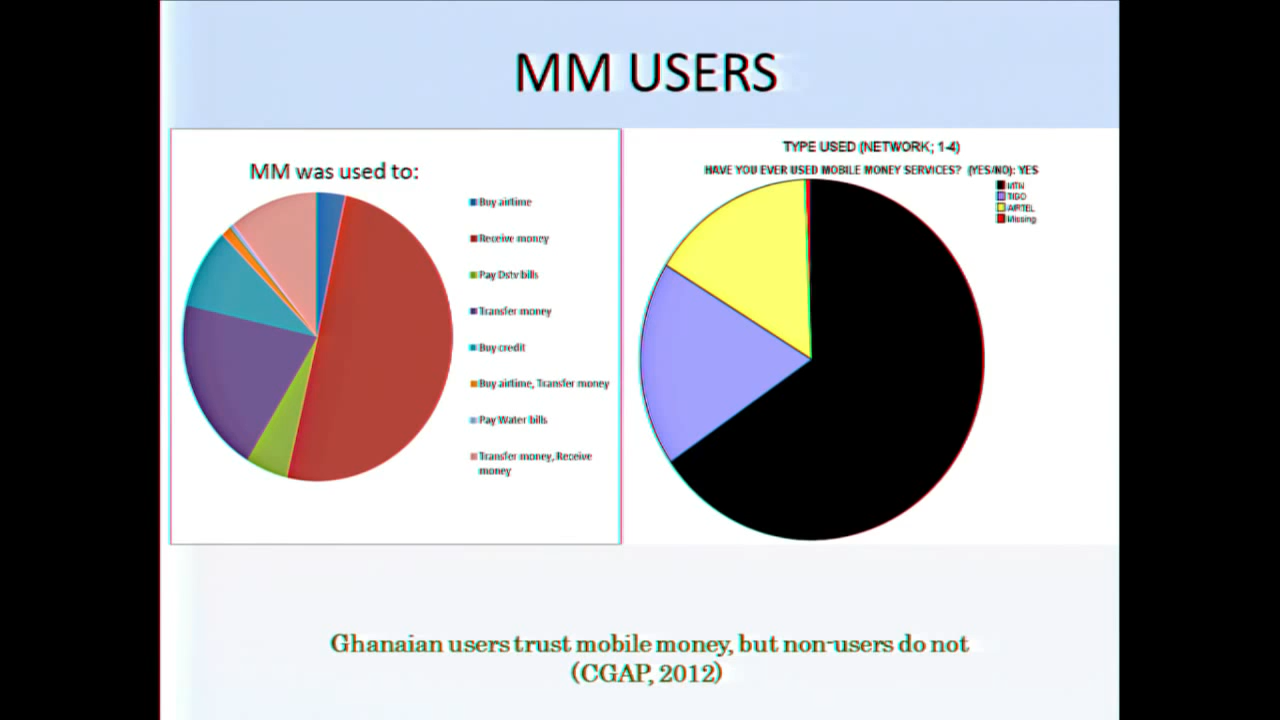 MM USERS
MM was used to:
Buy airtime
Receive money
Pay Dstv bills
Transfer money
Buy credit
Buy airtime, Transfer money
Pay Water bills
Transfer money, Receive
money
TYPE USED (NETWORK; 1-4)
HAVE YOU EVER USED MOBILE MONEY SERVICES? (YES/NO): YES
MTN
TIGO
AIRTEL
Missing
Ghanaian users trust mobile money, but non-users do not
(CGAP, 2012)